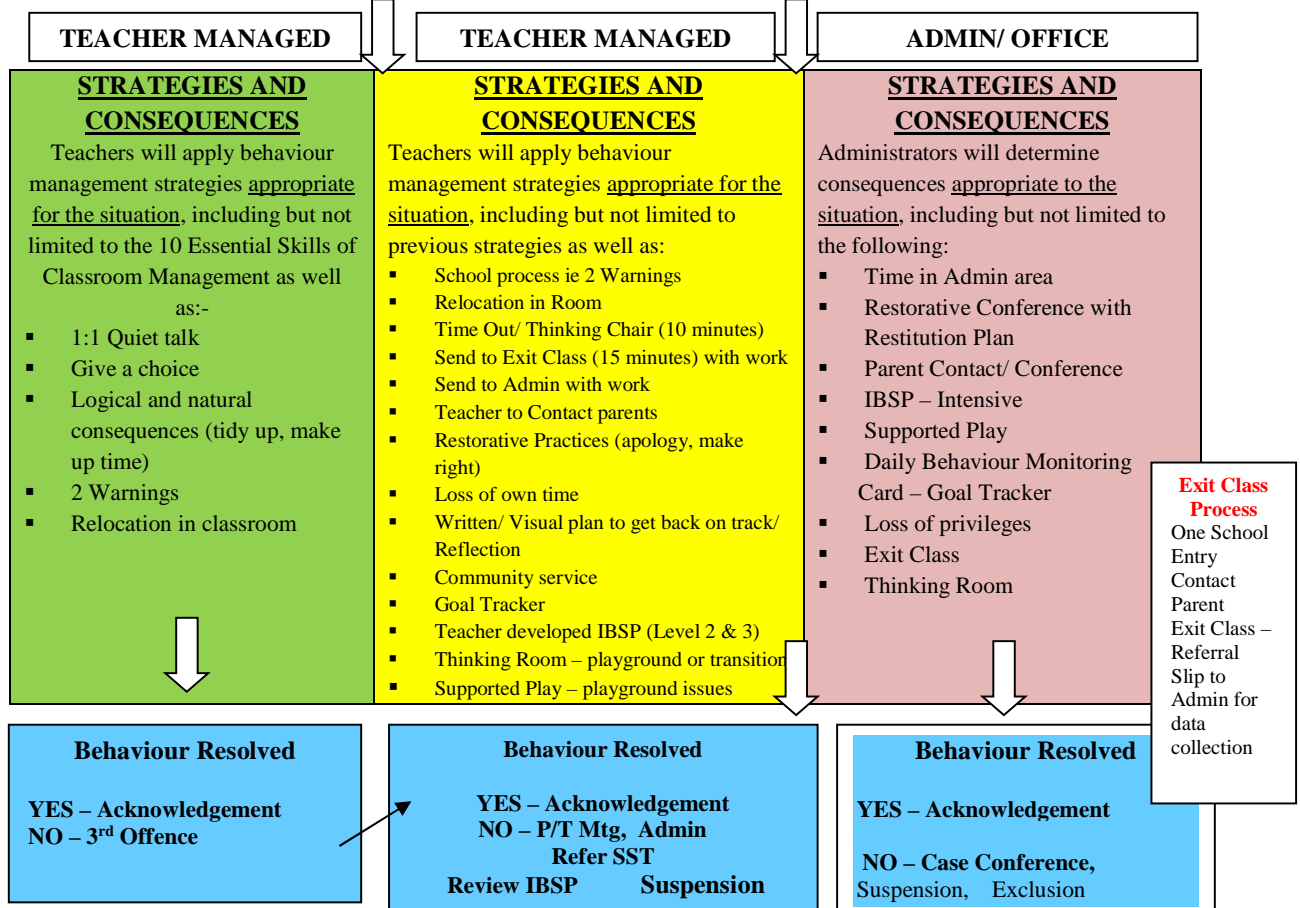 TEACHER MANAGED
STRATEGIES AND
CONSEQUENCES
Teachers will apply behaviour
management strategies appropriate
for the situation, including but not
limited to the 10 Essential Skills of
Classroom Management as well
as:-
▪ 1:1 Quiet talk
▪ Give a choice
▪ Logical and natural
consequences (tidy up, make
up time)
▪ 2 Warnings
▪ Relocation in classroom
Behaviour Resolved
YES – Acknowledgement
NO – 3rd Offence
TEACHER MANAGED
STRATEGIES AND
CONSEQUENCES
Teachers will apply behaviour
management strategies appropriate for the
situation, including but not limited to
previous strategies as well as:
▪ School process ie 2 Warnings
▪ Relocation in Room
▪ Time Out/ Thinking Chair (10 minutes)
▪ Send to Exit Class (15 minutes) with work
▪ Send to Admin with work
▪ Teacher to Contact parents
▪ Restorative Practices (apology, make
right)
▪ Loss of own time
▪ Written/ Visual plan to get back on track/
Reflection
▪ Community service
▪ Goal Tracker
▪ Teacher developed IBSP (Level 2 & 3)
▪ Thinking Room – playground or transition
▪ Supported Play – playground issues
Behaviour Resolved
YES – Acknowledgement
NO – P/T Mtg, Admin
Refer SST
Review IBSP Suspension
ADMIN/ OFFICE
STRATEGIES AND
CONSEQUENCES
Administrators will determine
consequences appropriate to the
situation, including but not limited to
the following:
▪ Time in Admin area
▪ Restorative Conference with
Restitution Plan
▪ Parent Contact/ Conference
▪ IBSP – Intensive
▪ Supported Play
▪ Daily Behaviour Monitoring
Card – Goal Tracker
▪ Loss of privileges
▪ Exit Class
▪ Thinking Room
Behaviour Resolved
YES – Acknowledgement
NO – Case Conference,
Suspension, Exclusion
Exit Class
Process
One School
Entry
Contact
Parent
Exit Class –
Referral
Slip to
Admin for
data
collection